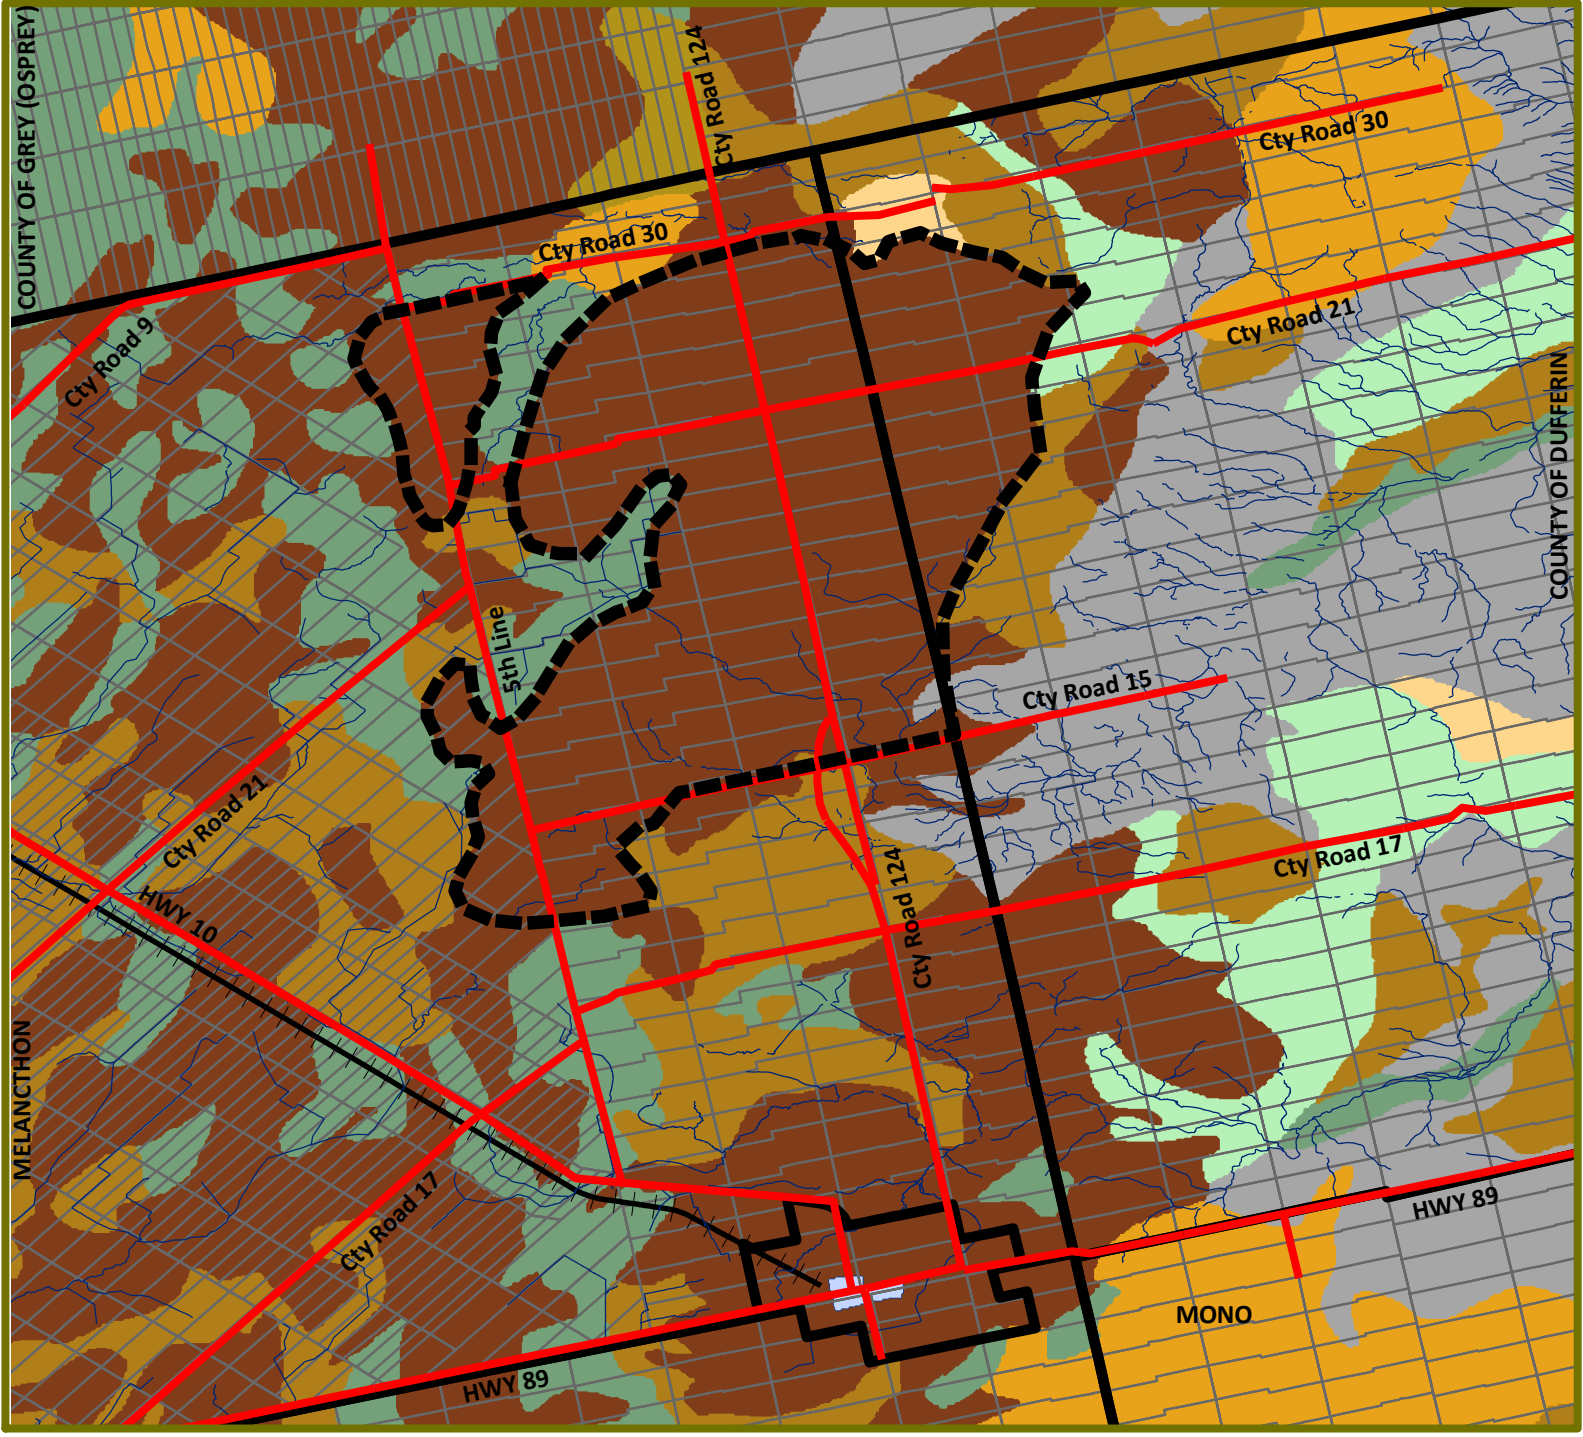 COUNTY OF GREY (OSPREY)
Cty Road 124
Cty Road 30
Cty Road 30
Cty Road 9
Cty Road 21
COUNTY OF DUFFERIN
5th Line
Cty Road 15
Cty Road 21
Cty Road 17
HWY 10
Cty Road 124
MELANCTHON
Cty Road 17
HWY 89
MONO
HWY 89